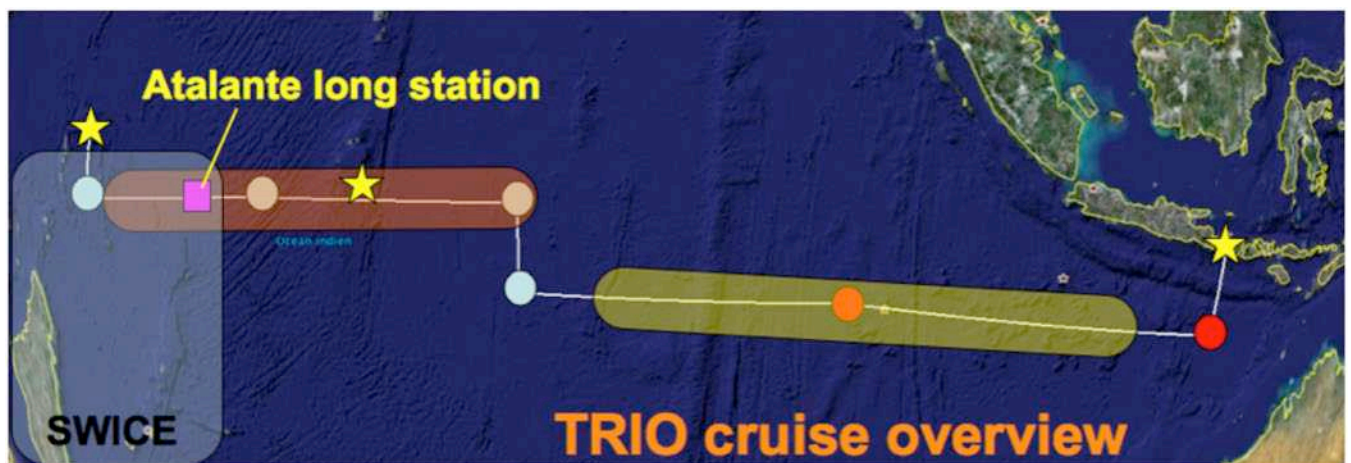 Atalante long station
Ocean indien
SWICE
TRIO cruise overview